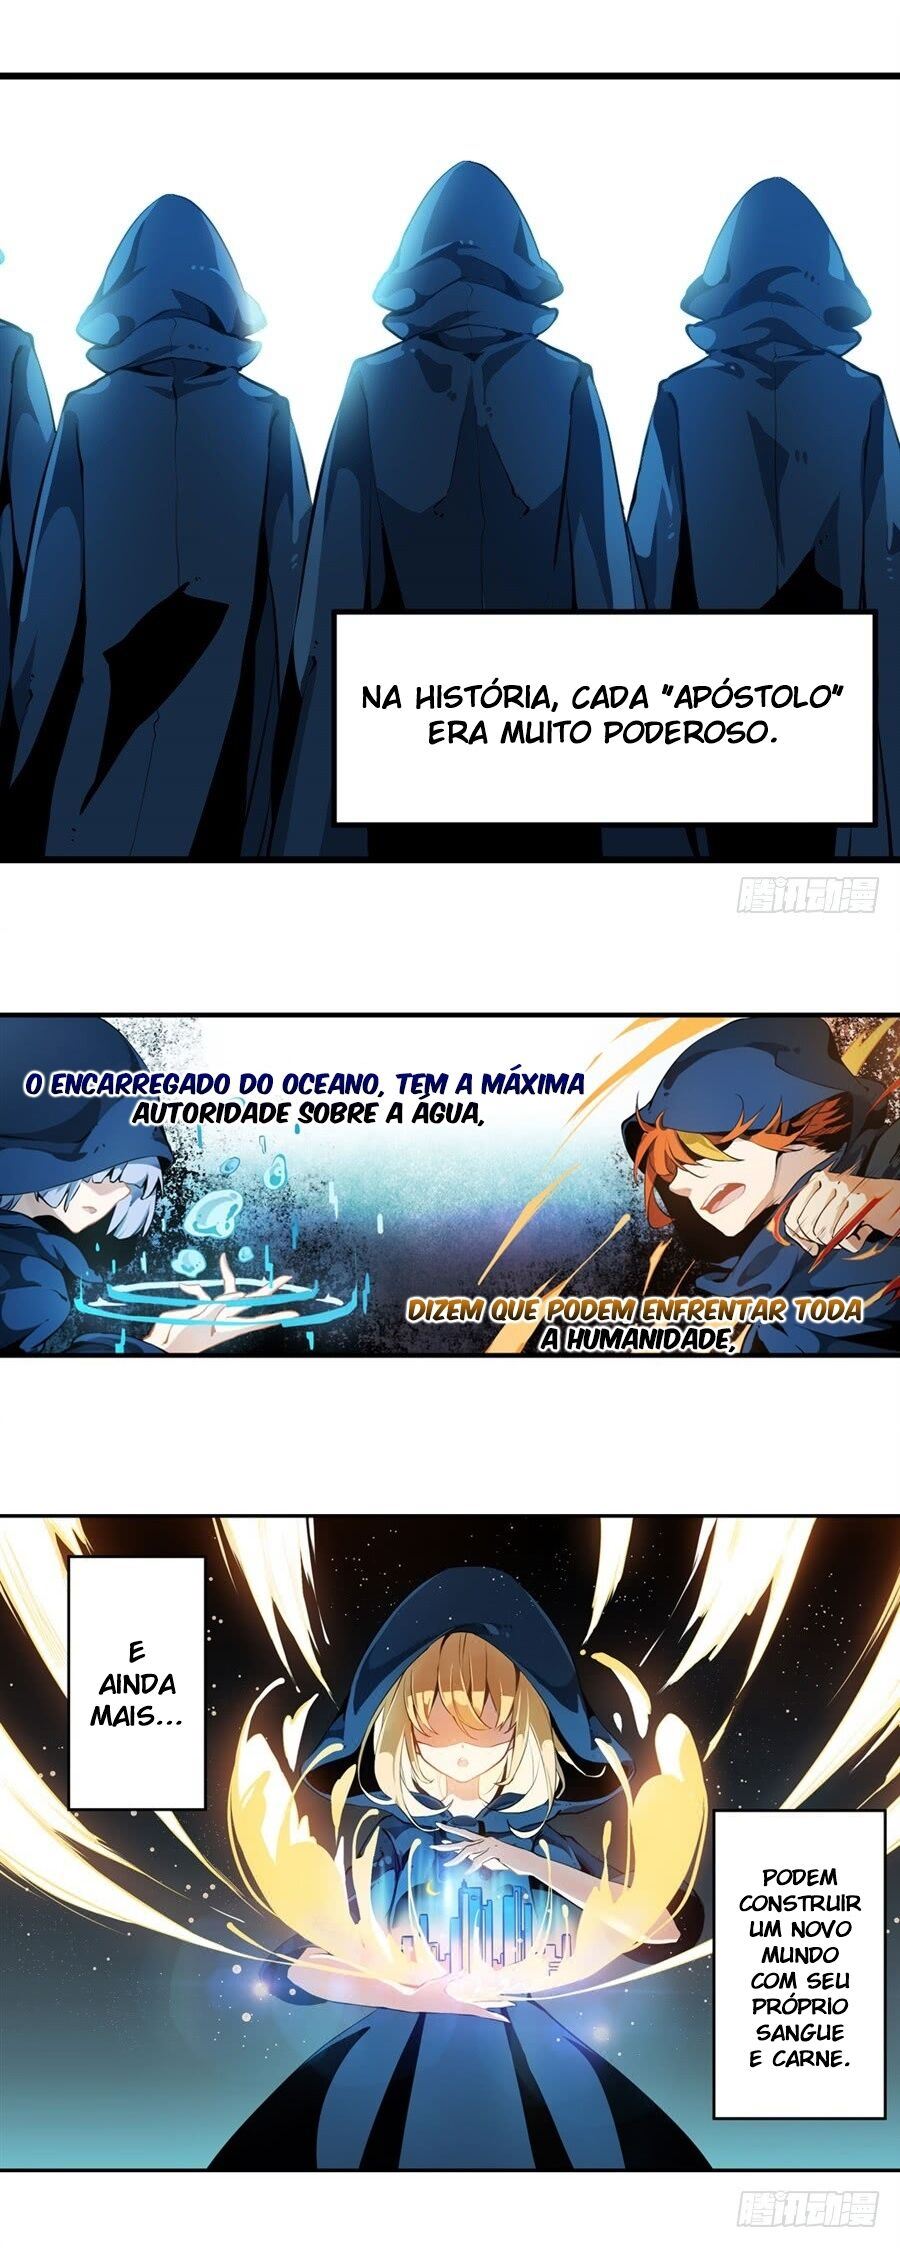 NA HISTÓRIA, CADA "APÓSTOLO"
ERA MUITO PODEROSO.
腾讯动漫
O ENCARREGADO DO OCEANO, TEM A MÁXIMA
AUTORIDADE SOBRE A ÁGUA,
DIZEM QUE PODEM ENFRENTAR TODA
A HUMANIDADE,
E
AINDA
MAIS...
PODEM
CONSTRUIR
UM NOVO
MUNDO
COM SEU
PRÓPRIO
SANGUE
E CARNE.
腾讯动漫